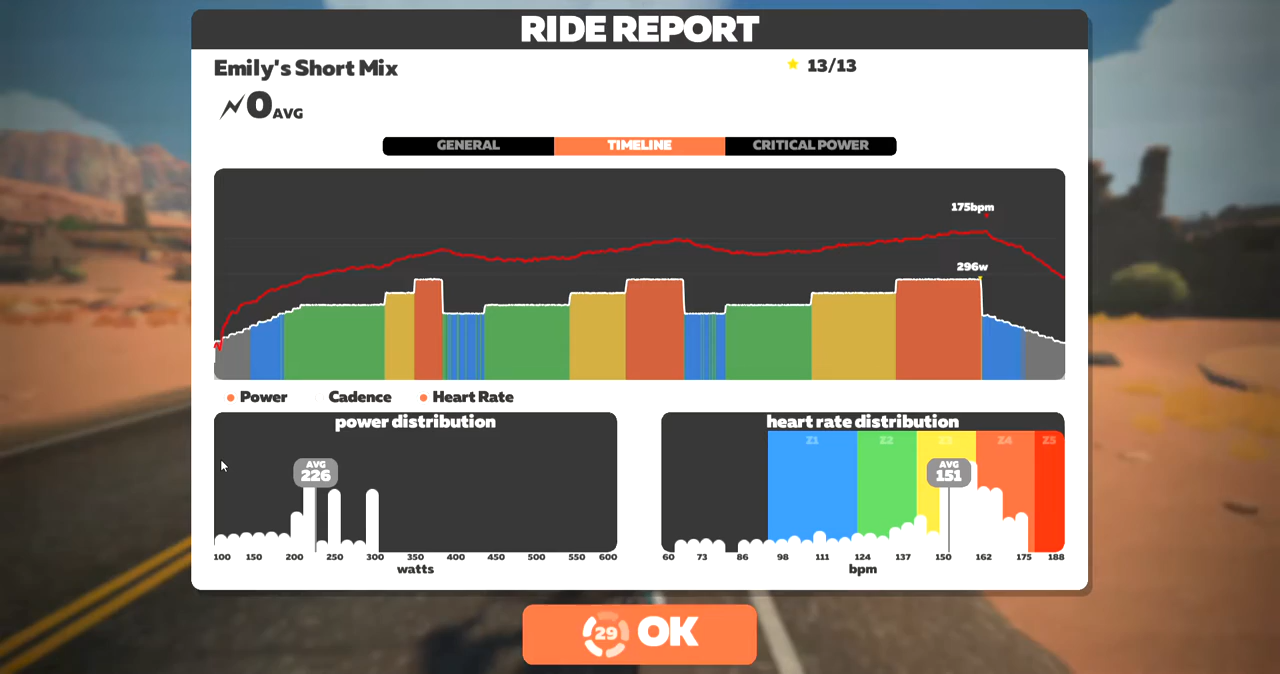 RIDE REPORT
Emily's Short Mix
13/13
0 AVG
GENERAL TIMELINE CRITICAL POWER
175bpm
296w
Power Cadence Heart Rate
power distribution
AVG
226
100 150 200 250 300 350 400 450 500 550 600
watts
heart rate distribution
Z1 Z2 Z3 Z4 Z5
AVG
151
60 73 86 98 111 124 137 150 162 175 188
bpm
29 OK